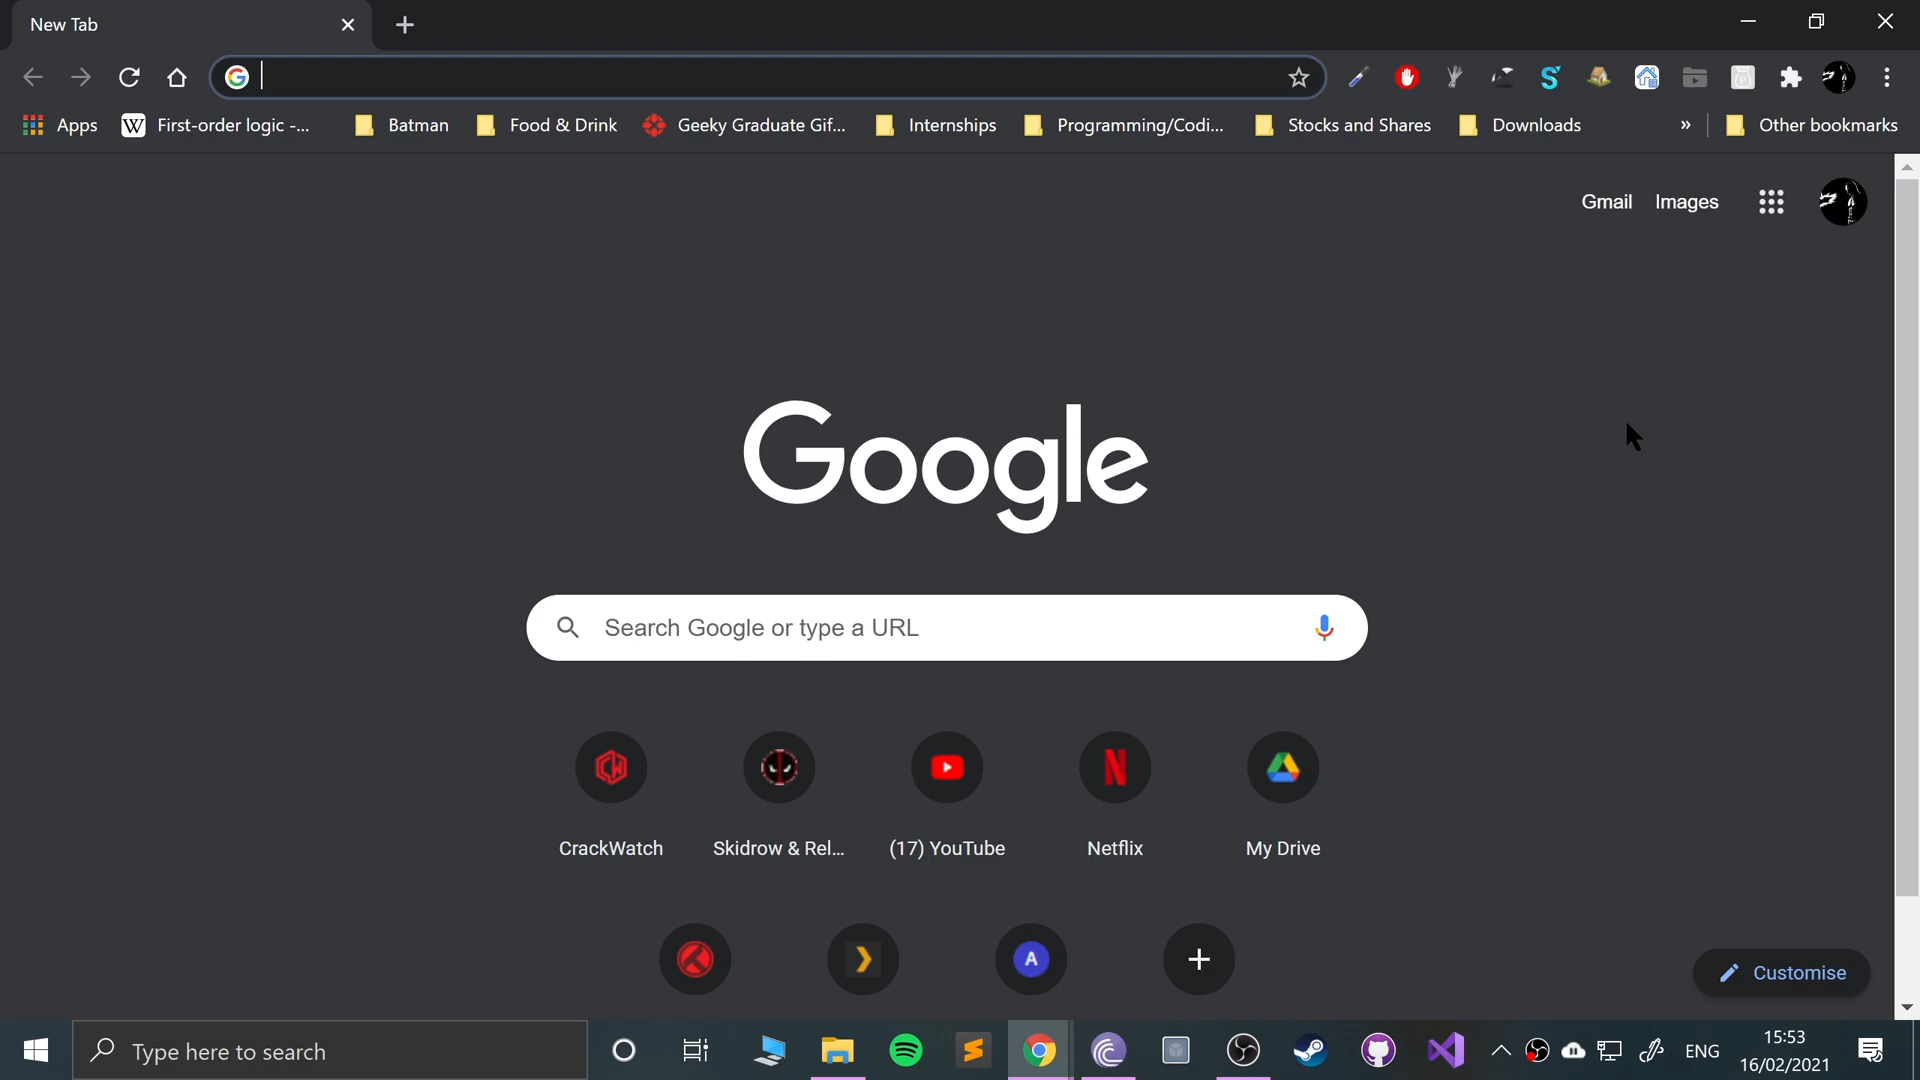 New Tab
Apps
W First-order logic -...
Batman
Food & Drink
Geeky Graduate Gif...
Internships
Programming/Codi...
Stocks and Shares
Downloads
»
Other bookmarks
Gmail
Images
Google
Search Google or type a URL
CrackWatch
Skidrow & Rel...
(17) YouTube
Netflix
My Drive
A
Customise
Type here to search
ENG
15:53
16/02/2021